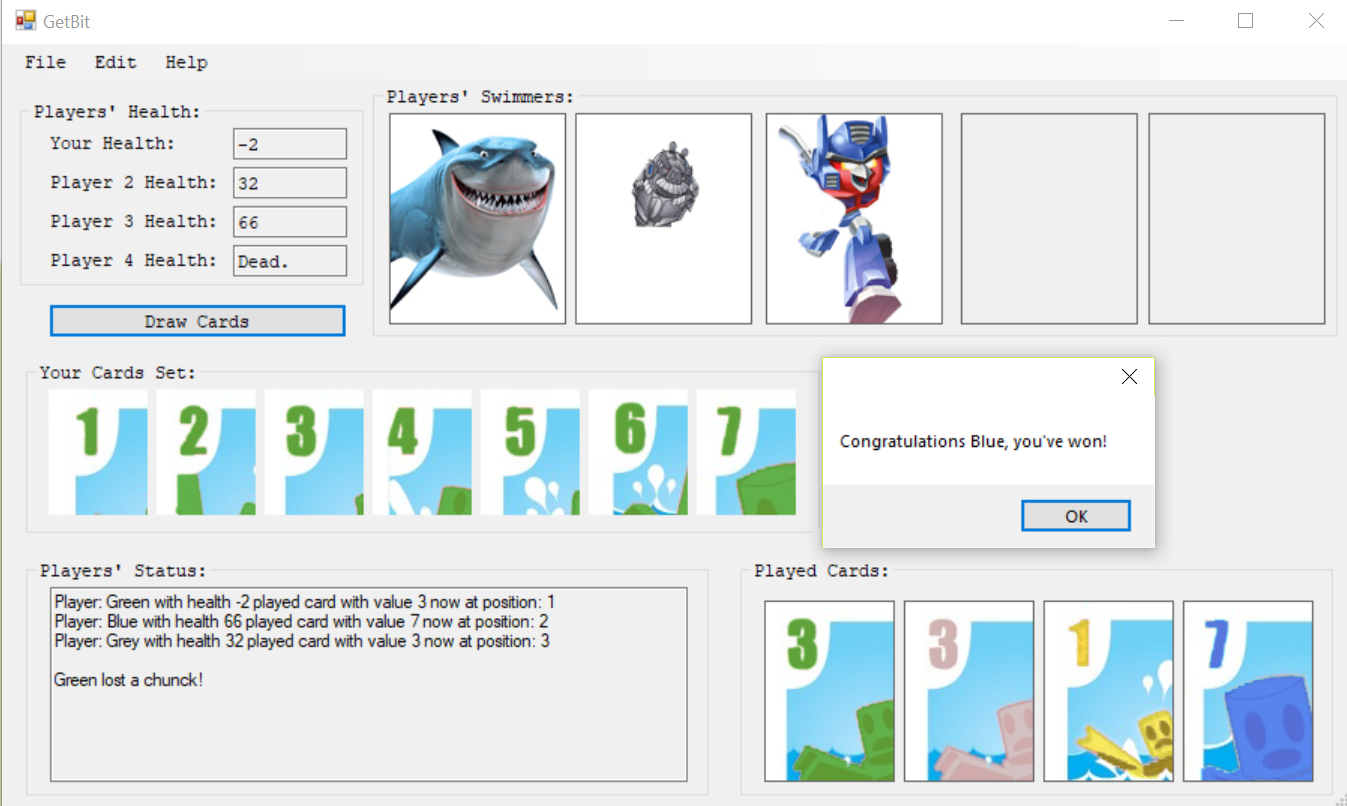 GetBit
File Edit Help
Players' Health:
Your Health: -2
Player 2 Health: 32
Player 3 Health: 66
Player 4 Health: Dead.
Draw Cards
Players' Swimmers:
Your Cards Set:
1 2 3 4 5 6 7
Congratulations Blue, you've won!
OK
Players' Status:
Player: Green with health -2 played card with value 3 now at position: 1
Player: Blue with health 66 played card with value 7 now at position: 2
Player: Grey with health 32 played card with value 3 now at position: 3
Green lost a chunck!
Played Cards:
3 3 1 7